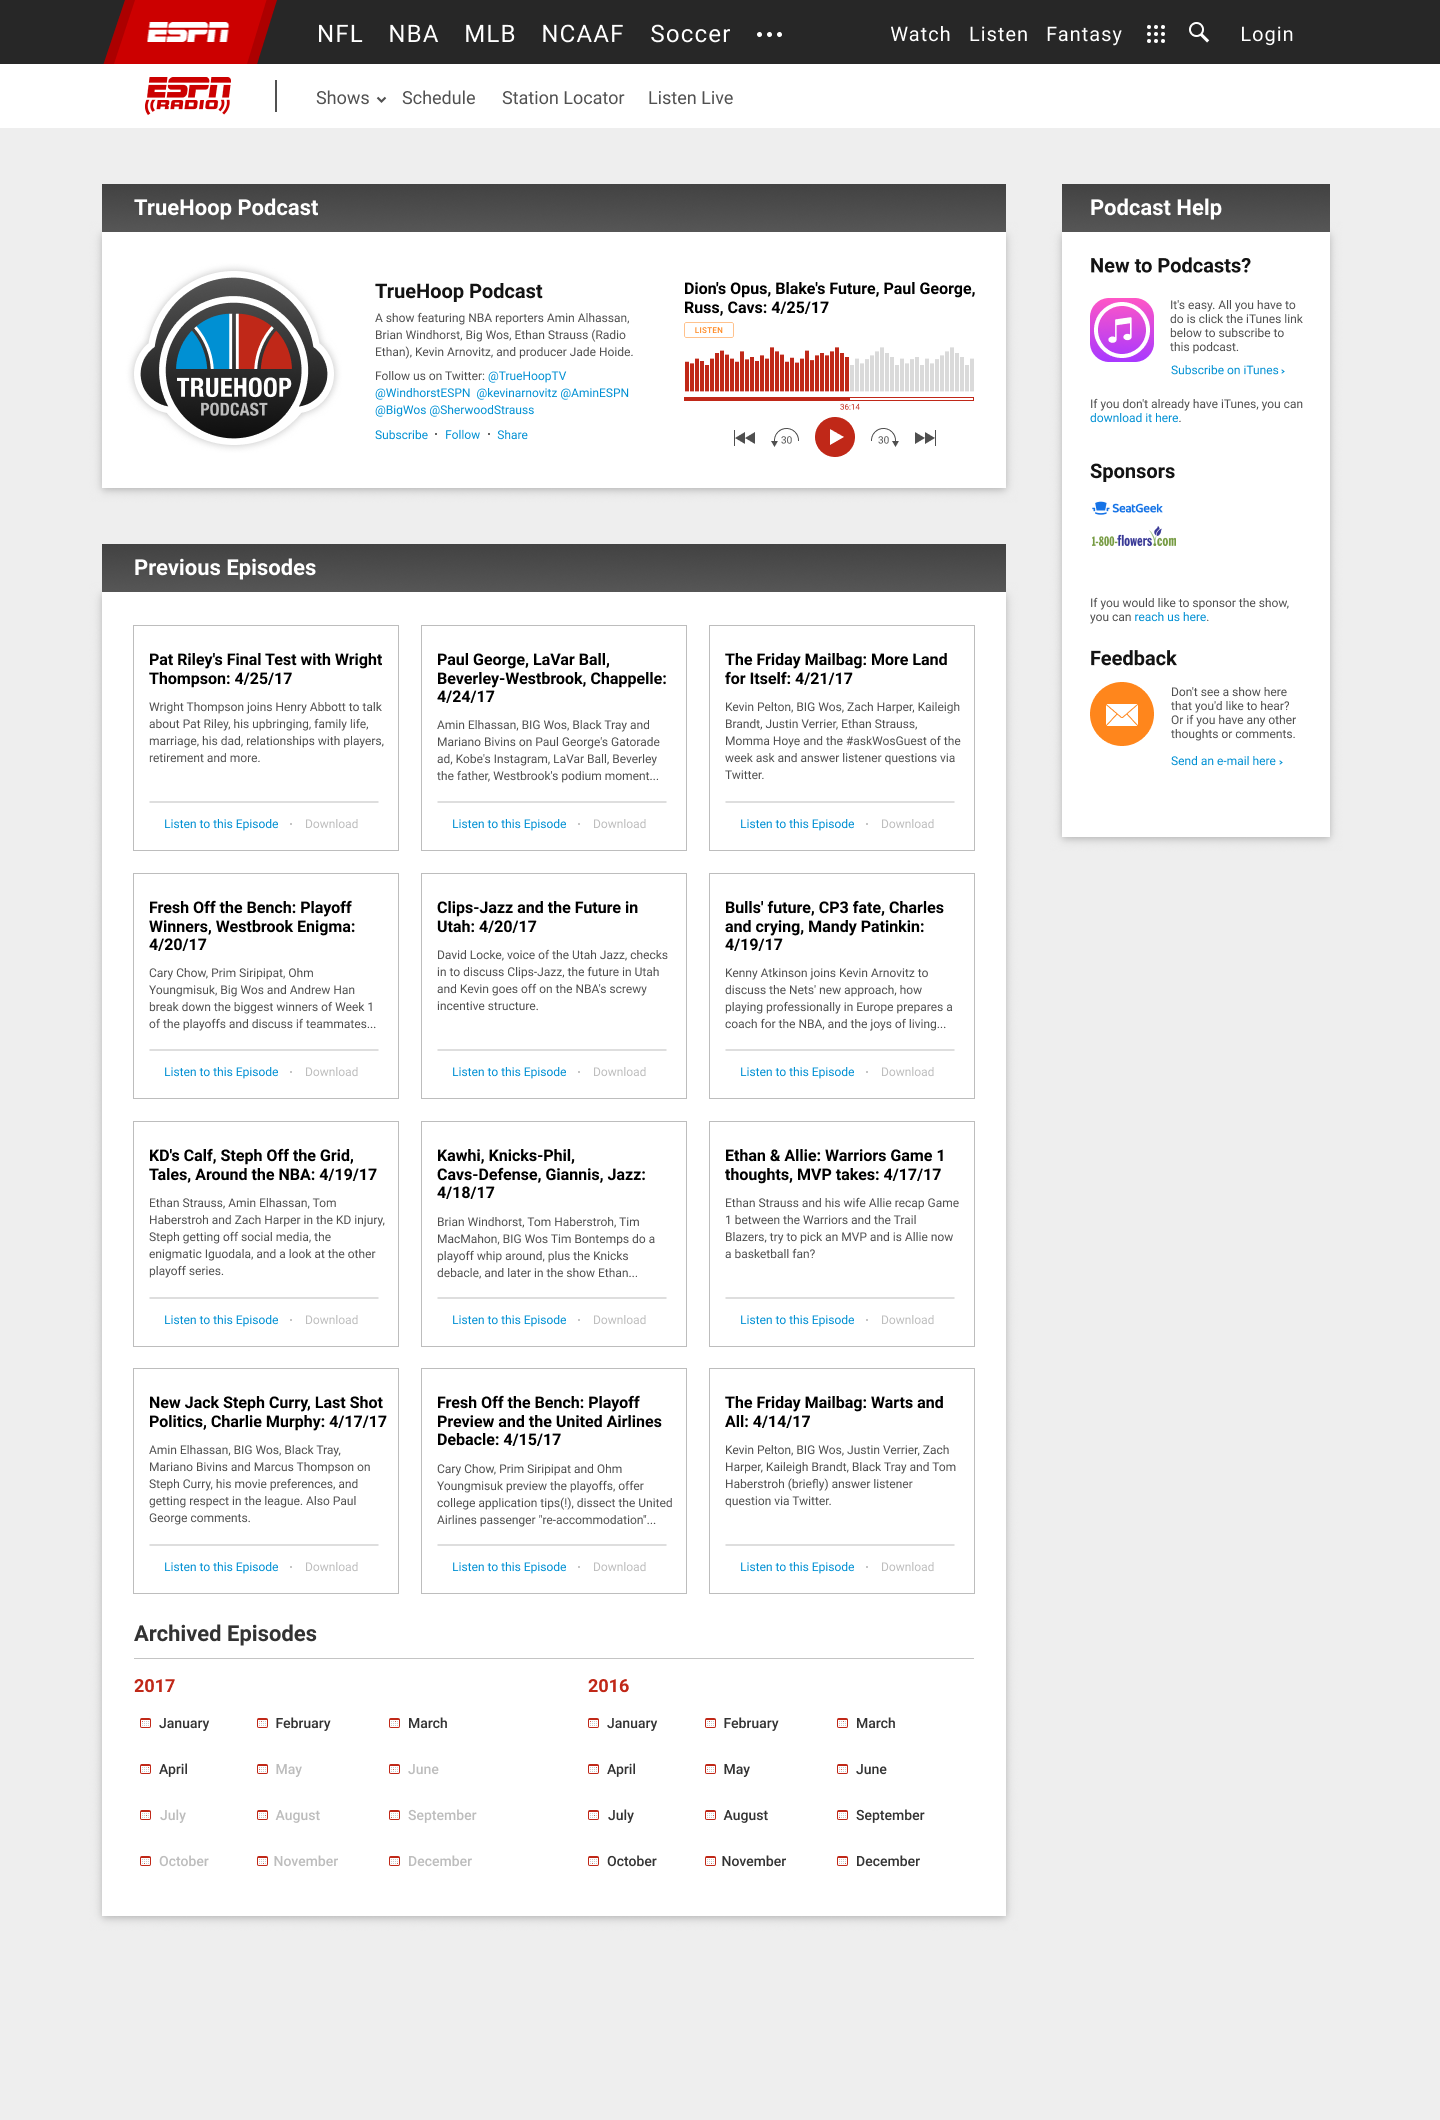 ESPN
NFL NBA MLB NCAAF Soccer •••
Watch Listen Fantasy Login
ESPN
((RADIO))
Shows Schedule Station Locator Listen Live
TrueHoop Podcast
TRUEHOOP
PODCAST
TrueHoop Podcast
A show featuring NBA reporters Amin Alhassan,
Brian Windhorst, Big Wos, Ethan Strauss (Radio
Ethan), Kevin Arnovitz, and producer Jade Hoide.
Follow us on Twitter: @TrueHoopTV
@WindhorstESPN @kevinarnovitz @AminESPN
@BigWos @SherwoodStrauss
Subscribe · Follow · Share
Dion's Opus, Blake's Future, Paul George,
Russ, Cavs: 4/25/17
LISTEN
36:14
30 30
Previous Episodes
Pat Riley's Final Test with Wright
Thompson: 4/25/17
Wright Thompson joins Henry Abbott to talk
about Pat Riley, his upbringing, family life,
marriage, his dad, relationships with players,
retirement and more.
Listen to this Episode · Download
Paul George, LaVar Ball,
Beverley-Westbrook, Chappelle:
4/24/17
Amin Elhassan, BIG Wos, Black Tray and
Mariano Bivins on Paul George's Gatorade
ad, Kobe's Instagram, LaVar Ball, Beverley
the father, Westbrook's podium moment...
Listen to this Episode · Download
The Friday Mailbag: More Land
for Itself: 4/21/17
Kevin Pelton, BIG Wos, Zach Harper, Kaileigh
Brandt, Justin Verrier, Ethan Strauss,
Momma Hoye and the #askWosGuest of the
week ask and answer listener questions via
Twitter.
Listen to this Episode · Download
Fresh Off the Bench: Playoff
Winners, Westbrook Enigma:
4/20/17
Cary Chow, Prim Siripipat, Ohm
Youngmisuk, Big Wos and Andrew Han
break down the biggest winners of Week 1
of the playoffs and discuss if teammates...
Listen to this Episode · Download
Clips-Jazz and the Future in
Utah: 4/20/17
David Locke, voice of the Utah Jazz, checks
in to discuss Clips-Jazz, the future in Utah
and Kevin goes off on the NBA's screwy
incentive structure.
Listen to this Episode · Download
Bulls' future, CP3 fate, Charles
and crying, Mandy Patinkin:
4/19/17
Kenny Atkinson joins Kevin Arnovitz to
discuss the Nets' new approach, how
playing professionally in Europe prepares a
coach for the NBA, and the joys of living...
Listen to this Episode · Download
KD's Calf, Steph Off the Grid,
Tales, Around the NBA: 4/19/17
Ethan Strauss, Amin Elhassan, Tom
Haberstroh and Zach Harper in the KD injury,
Steph getting off social media, the
enigmatic Iguodala, and a look at the other
playoff series.
Listen to this Episode · Download
Kawhi, Knicks-Phil,
Cavs-Defense, Giannis, Jazz:
4/18/17
Brian Windhorst, Tom Haberstroh, Tim
MacMahon, BIG Wos Tim Bontemps do a
playoff whip around, plus the Knicks
debacle, and later in the show Ethan...
Listen to this Episode · Download
Ethan & Allie: Warriors Game 1
thoughts, MVP takes: 4/17/17
Ethan Strauss and his wife Allie recap Game
1 between the Warriors and the Trail
Blazers, try to pick an MVP and is Allie now
a basketball fan?
Listen to this Episode · Download
New Jack Steph Curry, Last Shot
Politics, Charlie Murphy: 4/17/17
Amin Elhassan, BIG Wos, Black Tray,
Mariano Bivins and Marcus Thompson on
Steph Curry, his movie preferences, and
getting respect in the league. Also Paul
George comments.
Listen to this Episode · Download
Fresh Off the Bench: Playoff
Preview and the United Airlines
Debacle: 4/15/17
Cary Chow, Prim Siripipat and Ohm
Youngmisuk preview the playoffs, offer
college application tips(!), dissect the United
Airlines passenger "re-accommodation"...
Listen to this Episode · Download
The Friday Mailbag: Warts and
All: 4/14/17
Kevin Pelton, BIG Wos, Justin Verrier, Zach
Harper, Kaileigh Brandt, Black Tray and Tom
Haberstroh (briefly) answer listener
question via Twitter.
Listen to this Episode · Download
Archived Episodes
2017
January February March
April May June
July August September
October November December
2016
January February March
April May June
July August September
October November December
Podcast Help
New to Podcasts?
It's easy. All you have to
do is click the iTunes link
below to subscribe to
this podcast.
Subscribe on iTunes ›
If you don't already have iTunes, you can
download it here.
Sponsors
SeatGeek
1-800-flowers.com
If you would like to sponsor the show,
you can reach us here.
Feedback
Don't see a show here
that you'd like to hear?
Or if you have any other
thoughts or comments.
Send an e-mail here ›